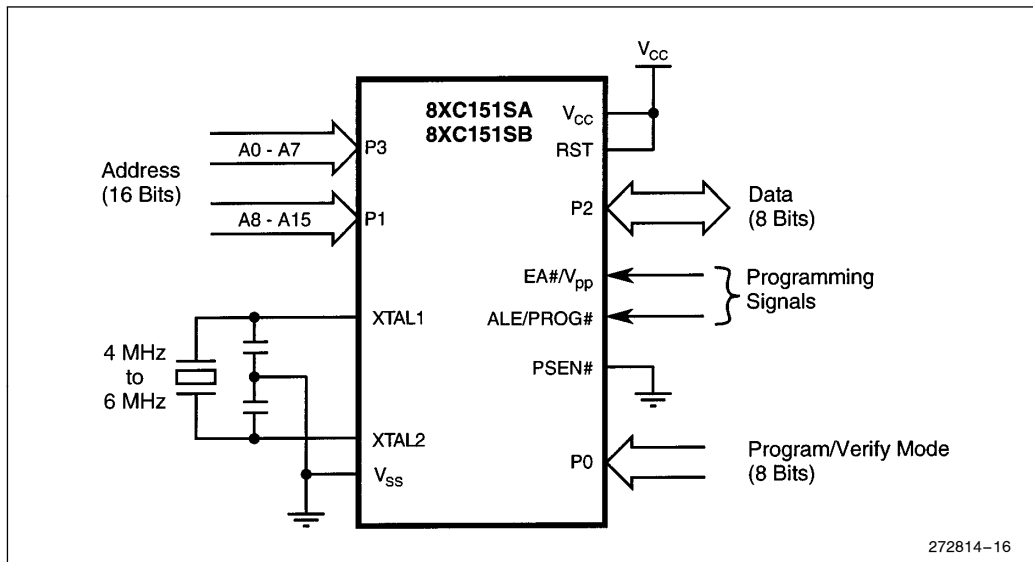 V_CC
8XC151SA
8XC151SB
V_CC
RST
Address
(16 Bits)
A0 - A7
P3
A8 - A15
P1
P2
Data
(8 Bits)
EA#/V_pp
ALE/PROG#
Programming
Signals
PSEN#
4 MHz
to
6 MHz
XTAL1
XTAL2
V_SS
P0
Program/Verify Mode
(8 Bits)
272814–16